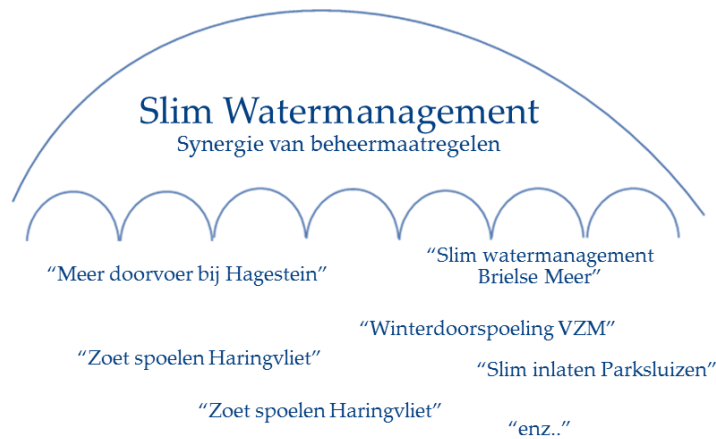 Slim Watermanagement
Synergie van beheermaatregelen
“Meer doorvoer bij Hagestein”
“Slim watermanagement
Brielse Meer”
“Winterdoorspoeling VZM”
“Zoet spoelen Haringvliet”
“Slim inlaten Parksluizen”
“Zoet spoelen Haringvliet”
“enz..”